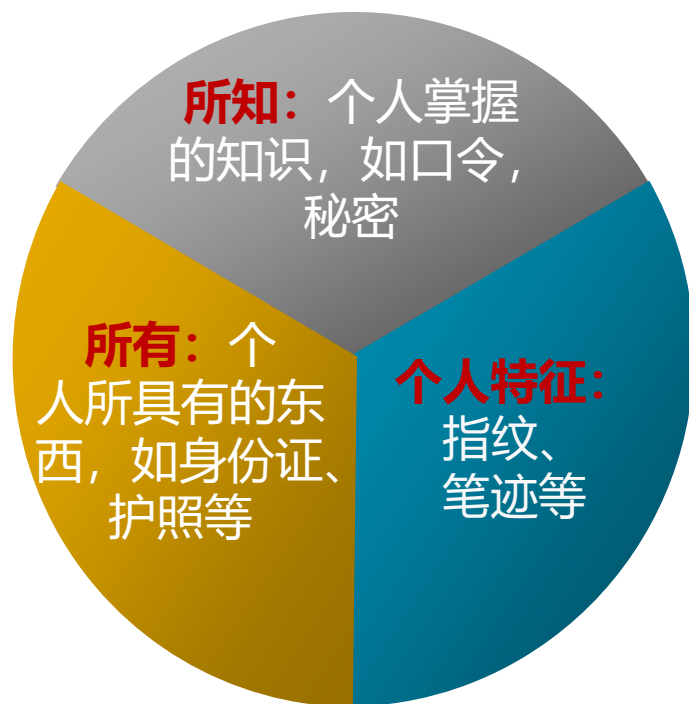 所知：个人掌握
的知识，如口令，
秘密
所有：个
人所具有的东
西，如身份证、
护照等
个人特征：
指纹、
笔迹等